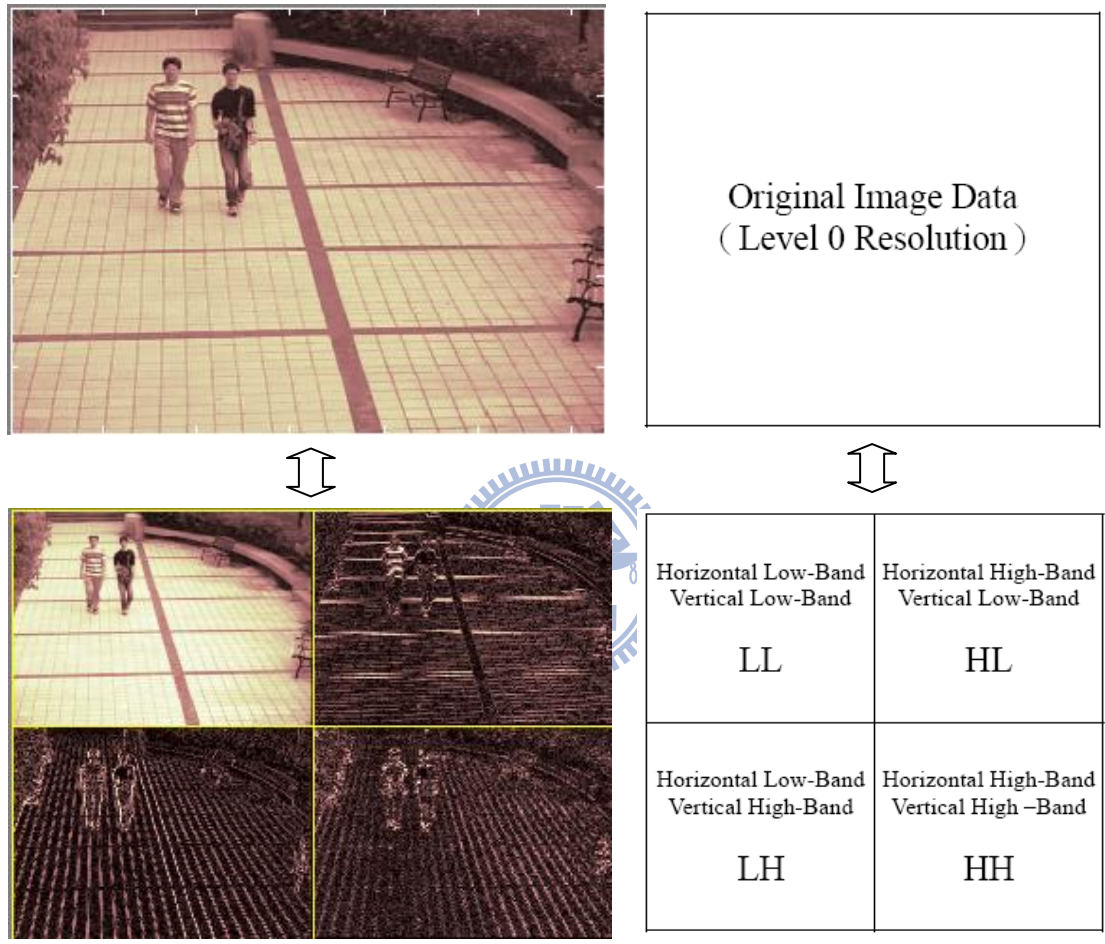 Original Image Data
( Level 0 Resolution )
Horizontal Low-Band
Vertical Low-Band
LL
Horizontal High-Band
Vertical Low-Band
HL
Horizontal Low-Band
Vertical High-Band
LH
Horizontal High-Band
Vertical High –Band
HH